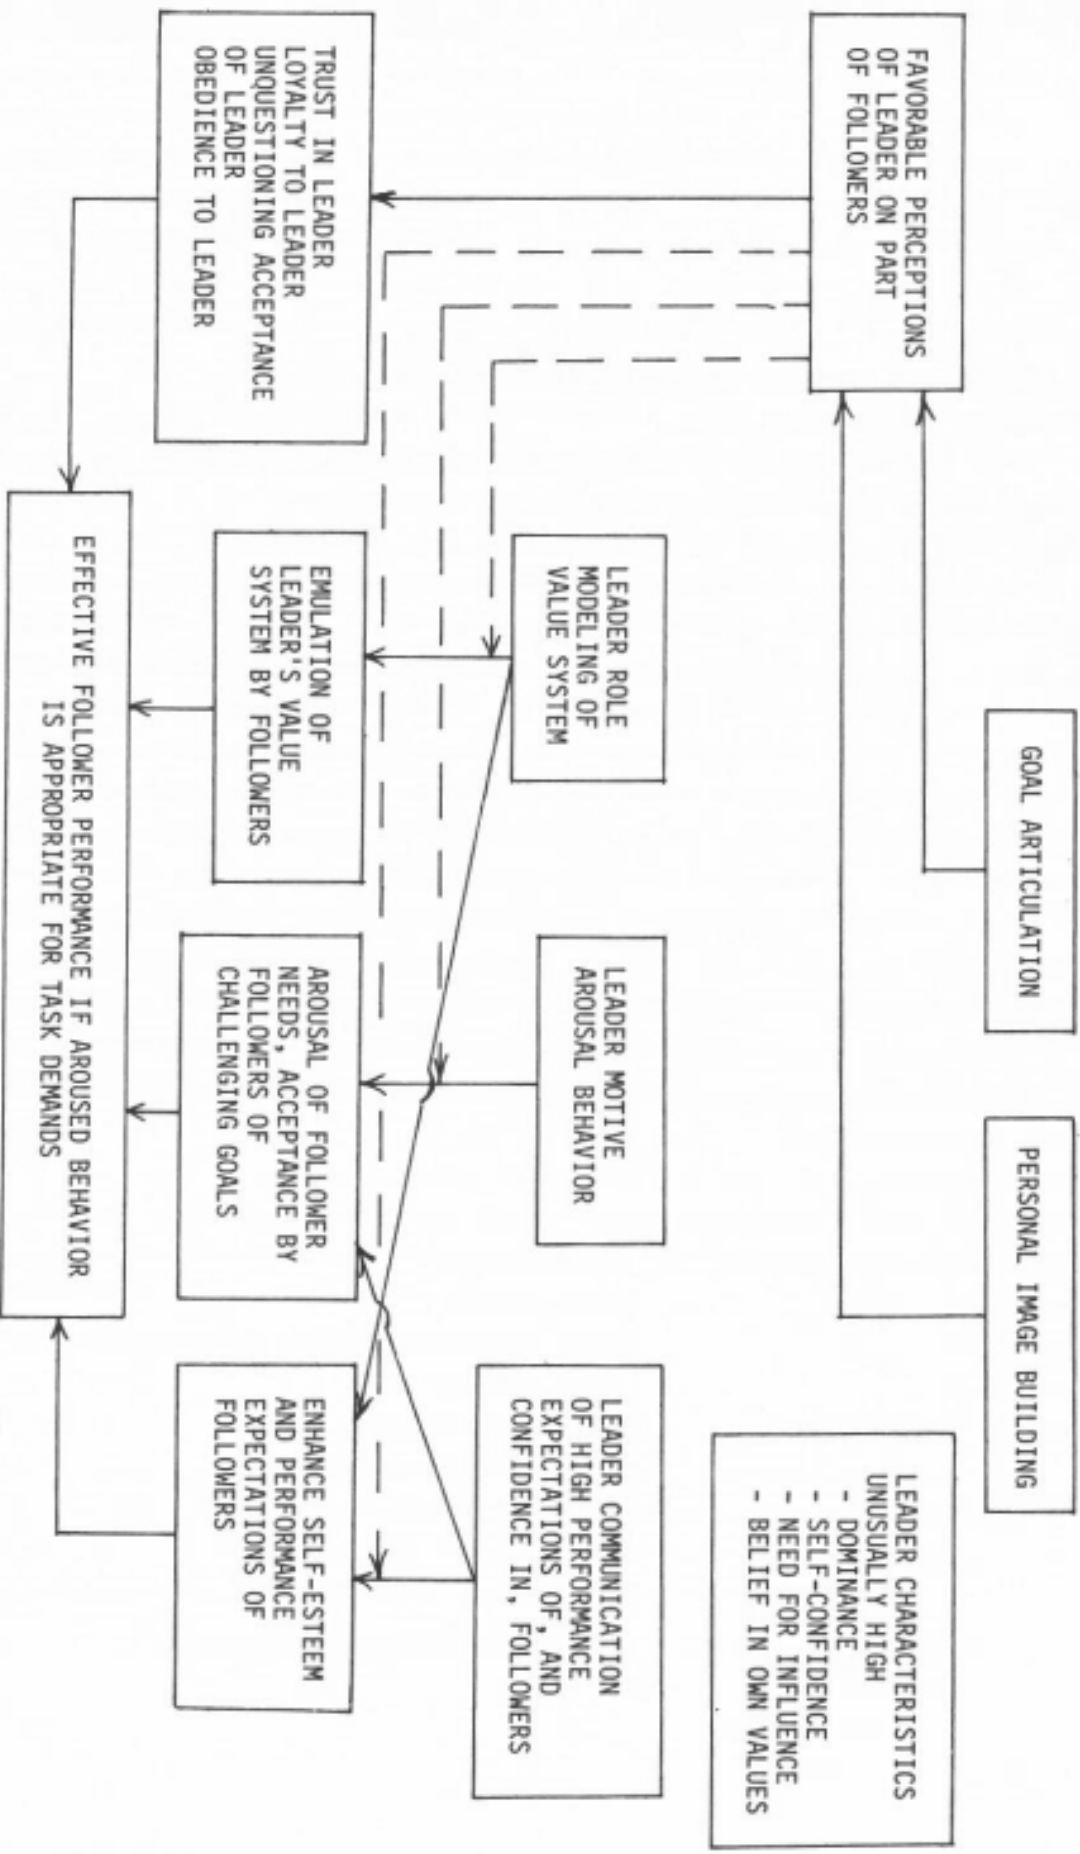 GOAL ARTICULATION
PERSONAL IMAGE BUILDING
FAVORABLE PERCEPTIONS
OF LEADER ON PART
OF FOLLOWERS
LEADER CHARACTERISTICS
UNUSUALLY HIGH
- DOMINANCE
- SELF-CONFIDENCE
- NEED FOR INFLUENCE
- BELIEF IN OWN VALUES
LEADER ROLE
MODELING OF
VALUE SYSTEM
LEADER MOTIVE
AROUSAL BEHAVIOR
LEADER COMMUNICATION
OF HIGH PERFORMANCE
EXPECTATIONS OF, AND
CONFIDENCE IN, FOLLOWERS
TRUST IN LEADER
LOYALTY TO LEADER
UNQUESTIONING ACCEPTANCE
OF LEADER
OBEDIENCE TO LEADER
EMULATION OF
LEADER'S VALUE
SYSTEM BY FOLLOWERS
AROUSAL OF FOLLOWER
NEEDS, ACCEPTANCE BY
FOLLOWERS OF
CHALLENGING GOALS
ENHANCE SELF-ESTEEM
AND PERFORMANCE
EXPECTATIONS OF
FOLLOWERS
EFFECTIVE FOLLOWER PERFORMANCE IF AROUSED BEHAVIOR
IS APPROPRIATE FOR TASK DEMANDS